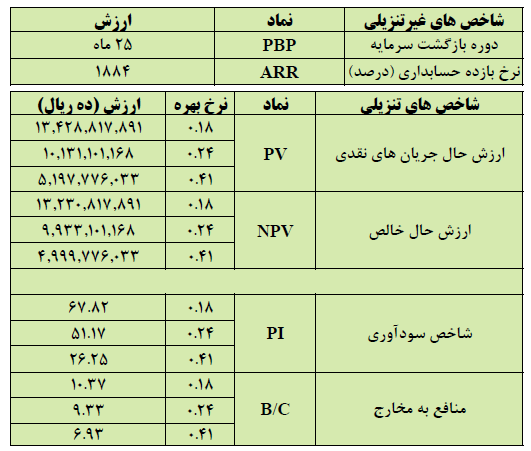 شاخص های غیرتنزیلی نماد ارزش
دوره بازگشت سرمایه PBP ۲۵ ماه
نرخ بازده حسابداری (درصد) ARR ۱۸۸۴
شاخص های تنزیلی نماد نرخ بهره ارزش (ده ریال)
۰.۱۸ ۱۳,۴۲۸,۸۱۷,۸۹۱
ارزش حال جریان های نقدی PV ۰.۲۴ ۱۰,۱۳۱,۱۰۱,۱۶۸
۰.۴۱ ۵,۱۹۷,۷۷۶,۰۳۳
۰.۱۸ ۱۳,۲۳۰,۸۱۷,۸۹۱
ارزش حال خالص NPV ۰.۲۴ ۹,۹۳۳,۱۰۱,۱۶۸
۰.۴۱ ۴,۹۹۹,۷۷۶,۰۳۳
۰.۱۸ ۶۷.۸۲
شاخص سودآوری PI ۰.۲۴ ۵۱.۱۷
۰.۴۱ ۲۶.۲۵
۰.۱۸ ۱۰.۳۷
منافع به مخارج B/C ۰.۲۴ ۹.۳۳
۰.۴۱ ۶.۹۳